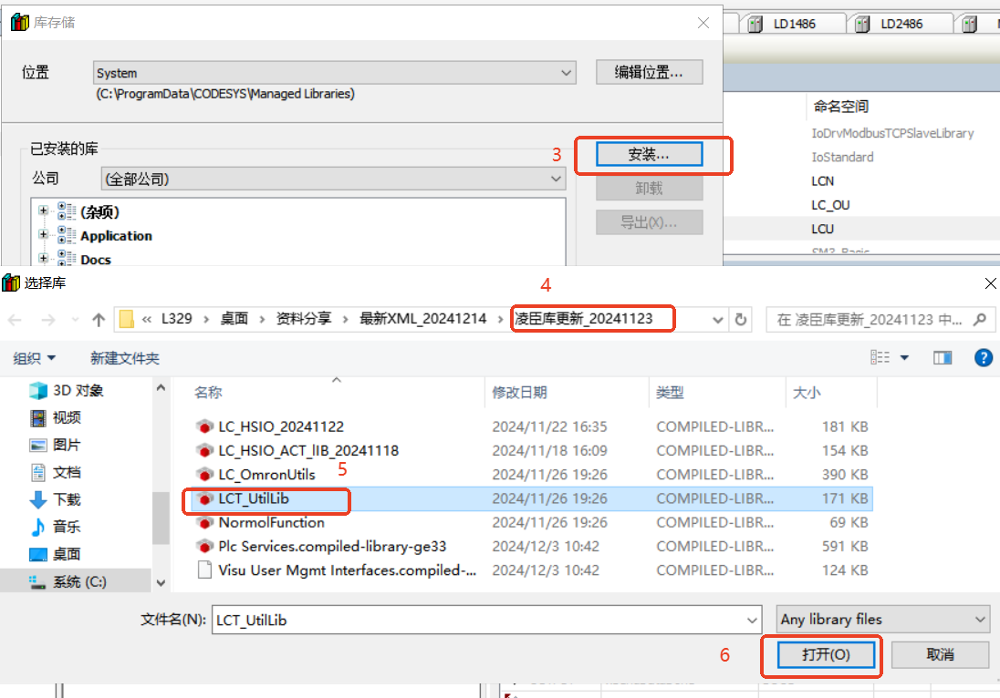 库存储
LD1486
LD2486
位置
System
编辑位置...
(C:\ProgramData\CODESYS\Managed Libraries)
命名空间
IoDrvModbusTCPSlaveLibrary
已安装的库
3
安装...
IoStandard
公司
(全部公司)
LCN
卸载
LC_OU
(杂项)
导出(X)...
LCU
Application
SM3_Basic
Docs
选择库
4
« L329 › 桌面 › 资料分享 › 最新XML_20241214 › 凌臣库更新_20241123
在 凌臣库更新_20241123 中...
组织
新建文件夹
3D 对象
视频
图片
文档
下载
音乐
桌面
系统 (C:)
名称 修改日期 类型 大小
LC_HSIO_20241122 2024/11/22 16:35 COMPILED-LIBR... 181 KB
LC_HSIO_ACT_lIB_20241118 2024/11/18 16:09 COMPILED-LIBR... 154 KB
LC_OmronUtils 2024/11/26 19:26 COMPILED-LIBR... 390 KB
5
LCT_UtilLib 2024/11/26 19:26 COMPILED-LIBR... 171 KB
NormolFunction 2024/11/26 19:26 COMPILED-LIBR... 69 KB
Plc Services.compiled-library-ge33 2024/12/3 10:42 COMPILED-LIBR... 591 KB
Visu User Mgmt Interfaces.compiled-... 2024/12/3 10:42 COMPILED-LIBR... 124 KB
文件名(N): LCT_UtilLib
Any library files
6
打开(O)
取消